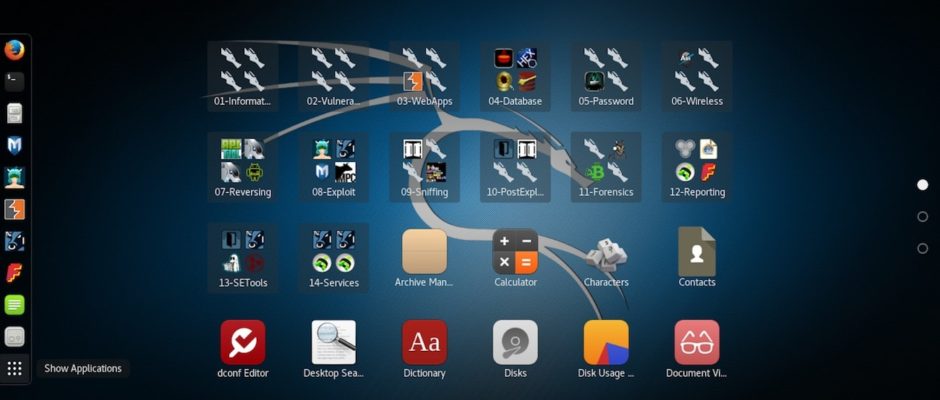 01-Informat...
02-Vulnera...
03-WebApps
04-Database
05-Password
06-Wireless
07-Reversing
08-Exploit
09-Sniffing
10-PostExpl...
11-Forensics
12-Reporting
13-SETools
14-Services
Archive Man...
Calculator
Characters
Contacts
dconf Editor
Desktop Sea...
Aa
Dictionary
Disks
Disk Usage ...
Document Vi...
Show Applications